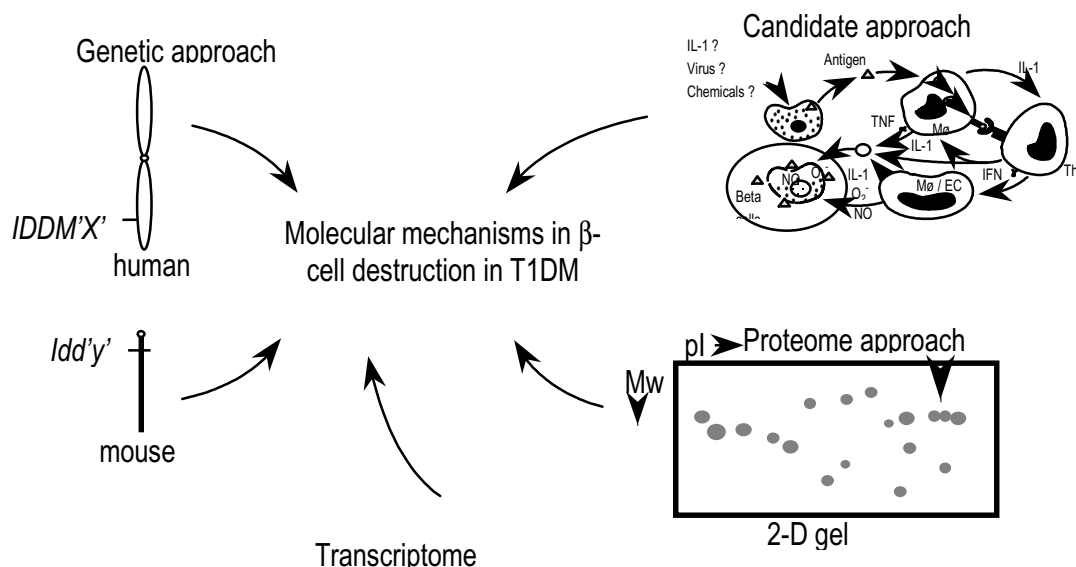 Genetic approach
IDDM'X'
human
Idd'y'
mouse
Candidate approach
IL-1 ?
Virus ?
Chemicals ?
Antigen
IL-1
TNF
Mø
IL-1
IFN
Th
NO
O₂⁻
IL-1
O₂⁻
NO
Mø / EC
Beta
cells
Molecular mechanisms in β-
cell destruction in T1DM
pI
Proteome approach
Mw
2-D gel
Transcriptome